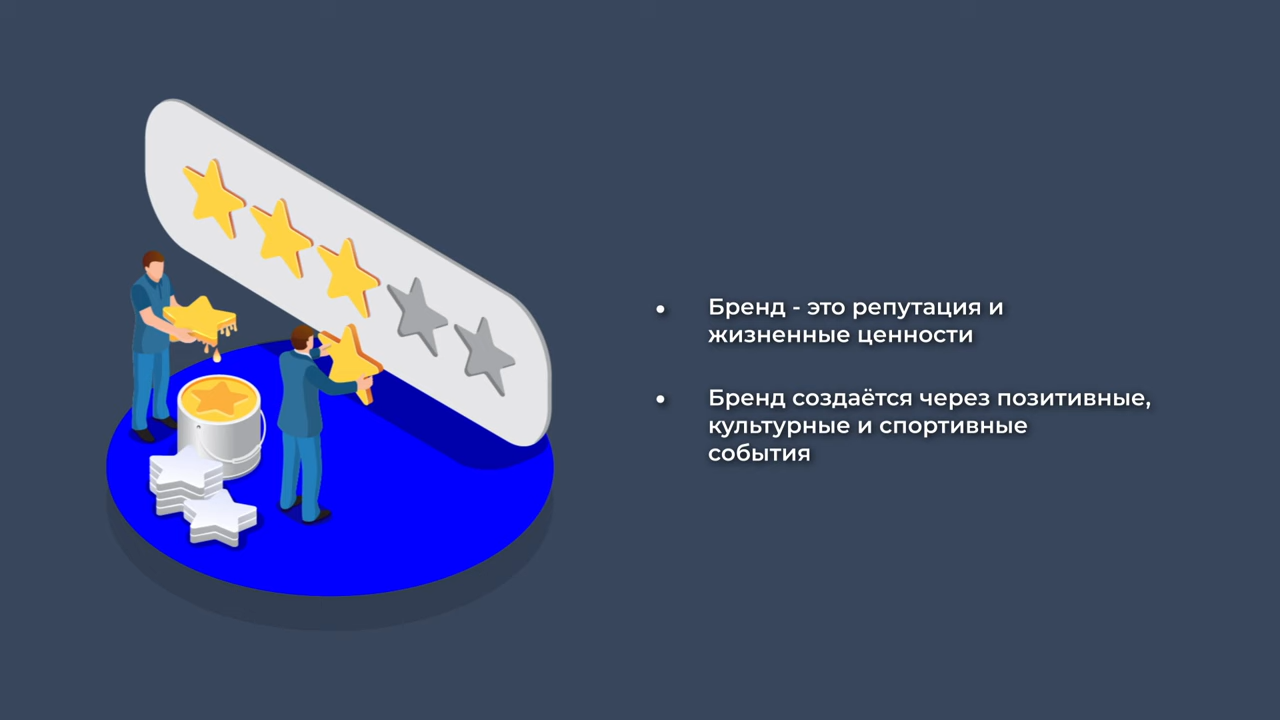 • Бренд - это репутация и
жизненные ценности
• Бренд создаётся через позитивные,
культурные и спортивные
события